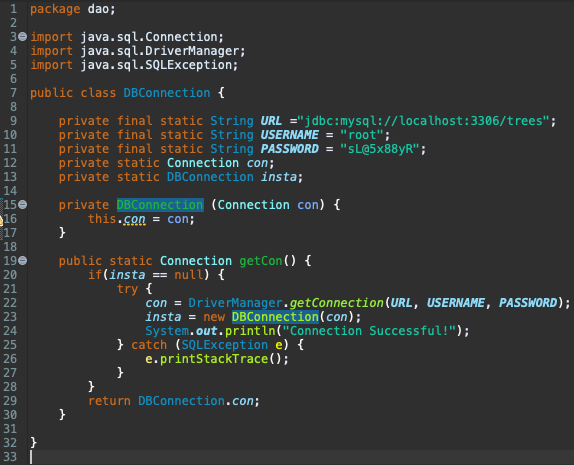 1 package dao;
2
3 import java.sql.Connection;
4 import java.sql.DriverManager;
5 import java.sql.SQLException;
6
7 public class DBConnection {
8
9     private final static String URL ="jdbc:mysql://localhost:3306/trees";
10     private final static String USERNAME = "root";
11     private final static String PASSWORD = "sL@5x88yR";
12     private static Connection con;
13     private static DBConnection insta;
14
15     private DBConnection (Connection con) {
16         this.con = con;
17     }
18
19     public static Connection getCon() {
20         if(insta == null) {
21             try {
22                 con = DriverManager.getConnection(URL, USERNAME, PASSWORD);
23                 insta = new DBConnection(con);
24                 System.out.println("Connection Successful!");
25             } catch (SQLException e) {
26                 e.printStackTrace();
27             }
28         }
29         return DBConnection.con;
30     }
31
32 }
33